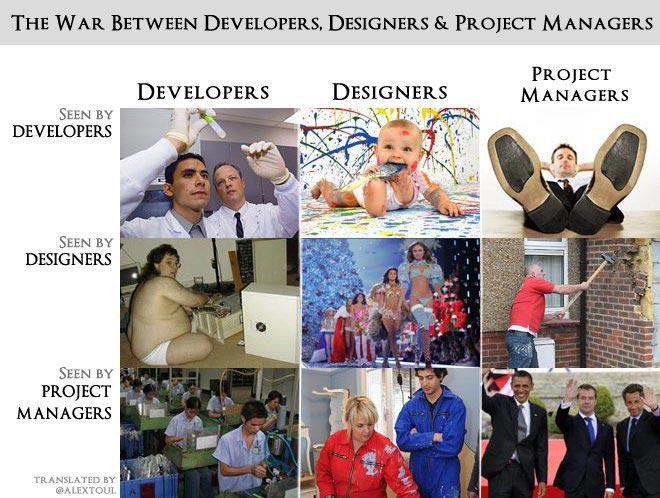 The War Between Developers, Designers & Project Managers
Developers
Designers
Project
Managers
Seen by
Developers
Seen by
Designers
Seen by
Project
Managers
Translated by
@alextoul